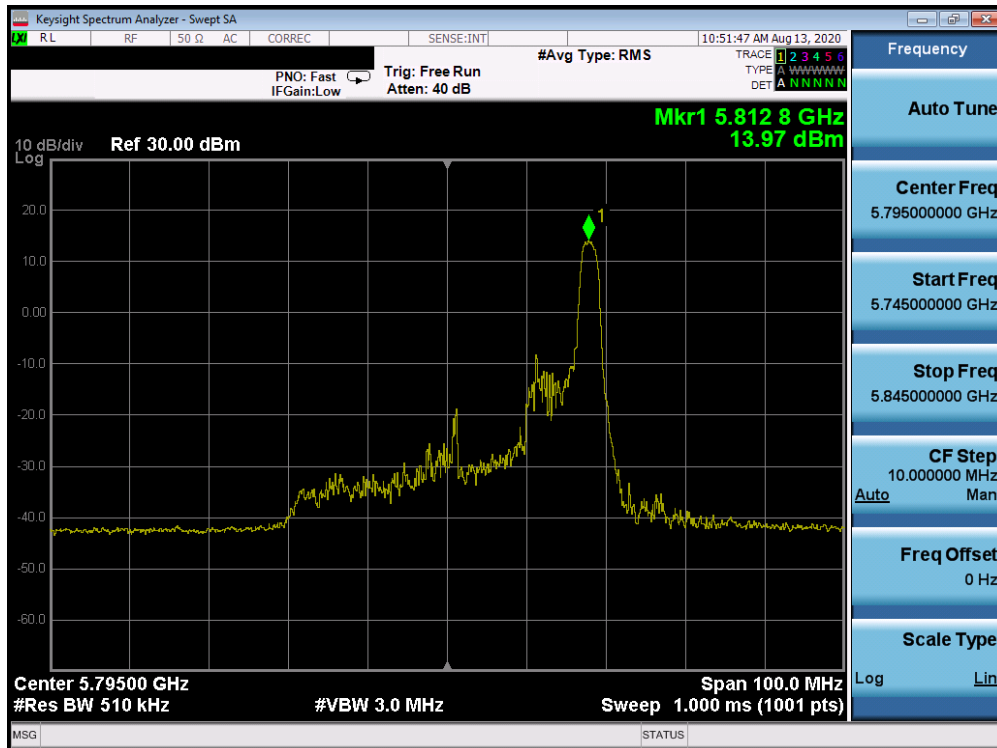 Keysight Spectrum Analyzer - Swept SA
LXI RL RF 50 Ω AC CORREC SENSE:INT 10:51:47 AM Aug 13, 2020
PNO: Fast
IFGain:Low
Trig: Free Run
Atten: 40 dB
#Avg Type: RMS
TRACE 1 2 3 4 5 6
TYPE A WWWWW
DET A N N N N N
Mkr1 5.812 8 GHz
13.97 dBm
10 dB/div Ref 30.00 dBm
Log
20.0
10.0
0.00
-10.0
-20.0
-30.0
-40.0
-50.0
-60.0
1
Center 5.79500 GHz Span 100.0 MHz
#Res BW 510 kHz #VBW 3.0 MHz Sweep 1.000 ms (1001 pts)
MSG STATUS
Frequency
Auto Tune
Center Freq
5.795000000 GHz
Start Freq
5.745000000 GHz
Stop Freq
5.845000000 GHz
CF Step
10.000000 MHz
Auto Man
Freq Offset
0 Hz
Scale Type
Log Lin